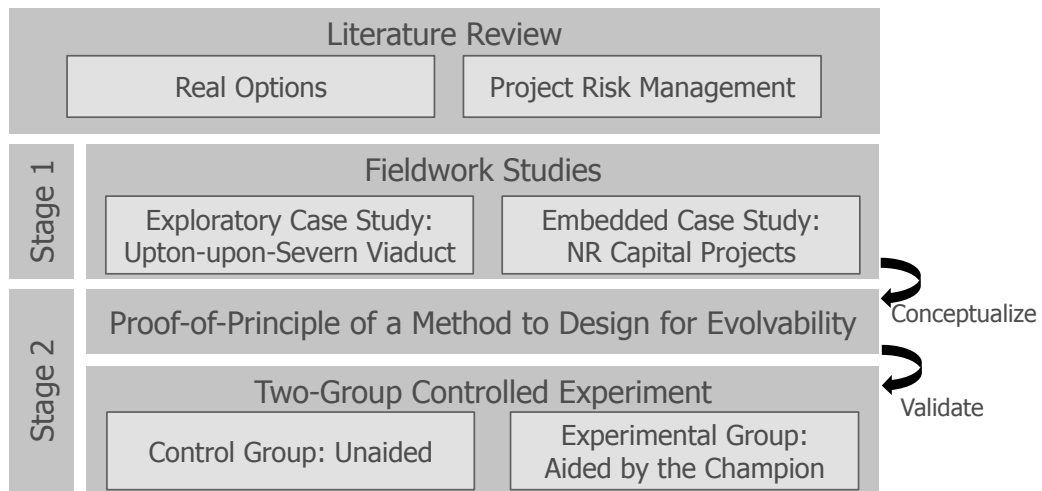 Literature Review
Real Options
Project Risk Management
Stage 1
Fieldwork Studies
Exploratory Case Study:
Upton-upon-Severn Viaduct
Embedded Case Study:
NR Capital Projects
Conceptualize
Stage 2
Proof-of-Principle of a Method to Design for Evolvability
Validate
Two-Group Controlled Experiment
Control Group: Unaided
Experimental Group:
Aided by the Champion